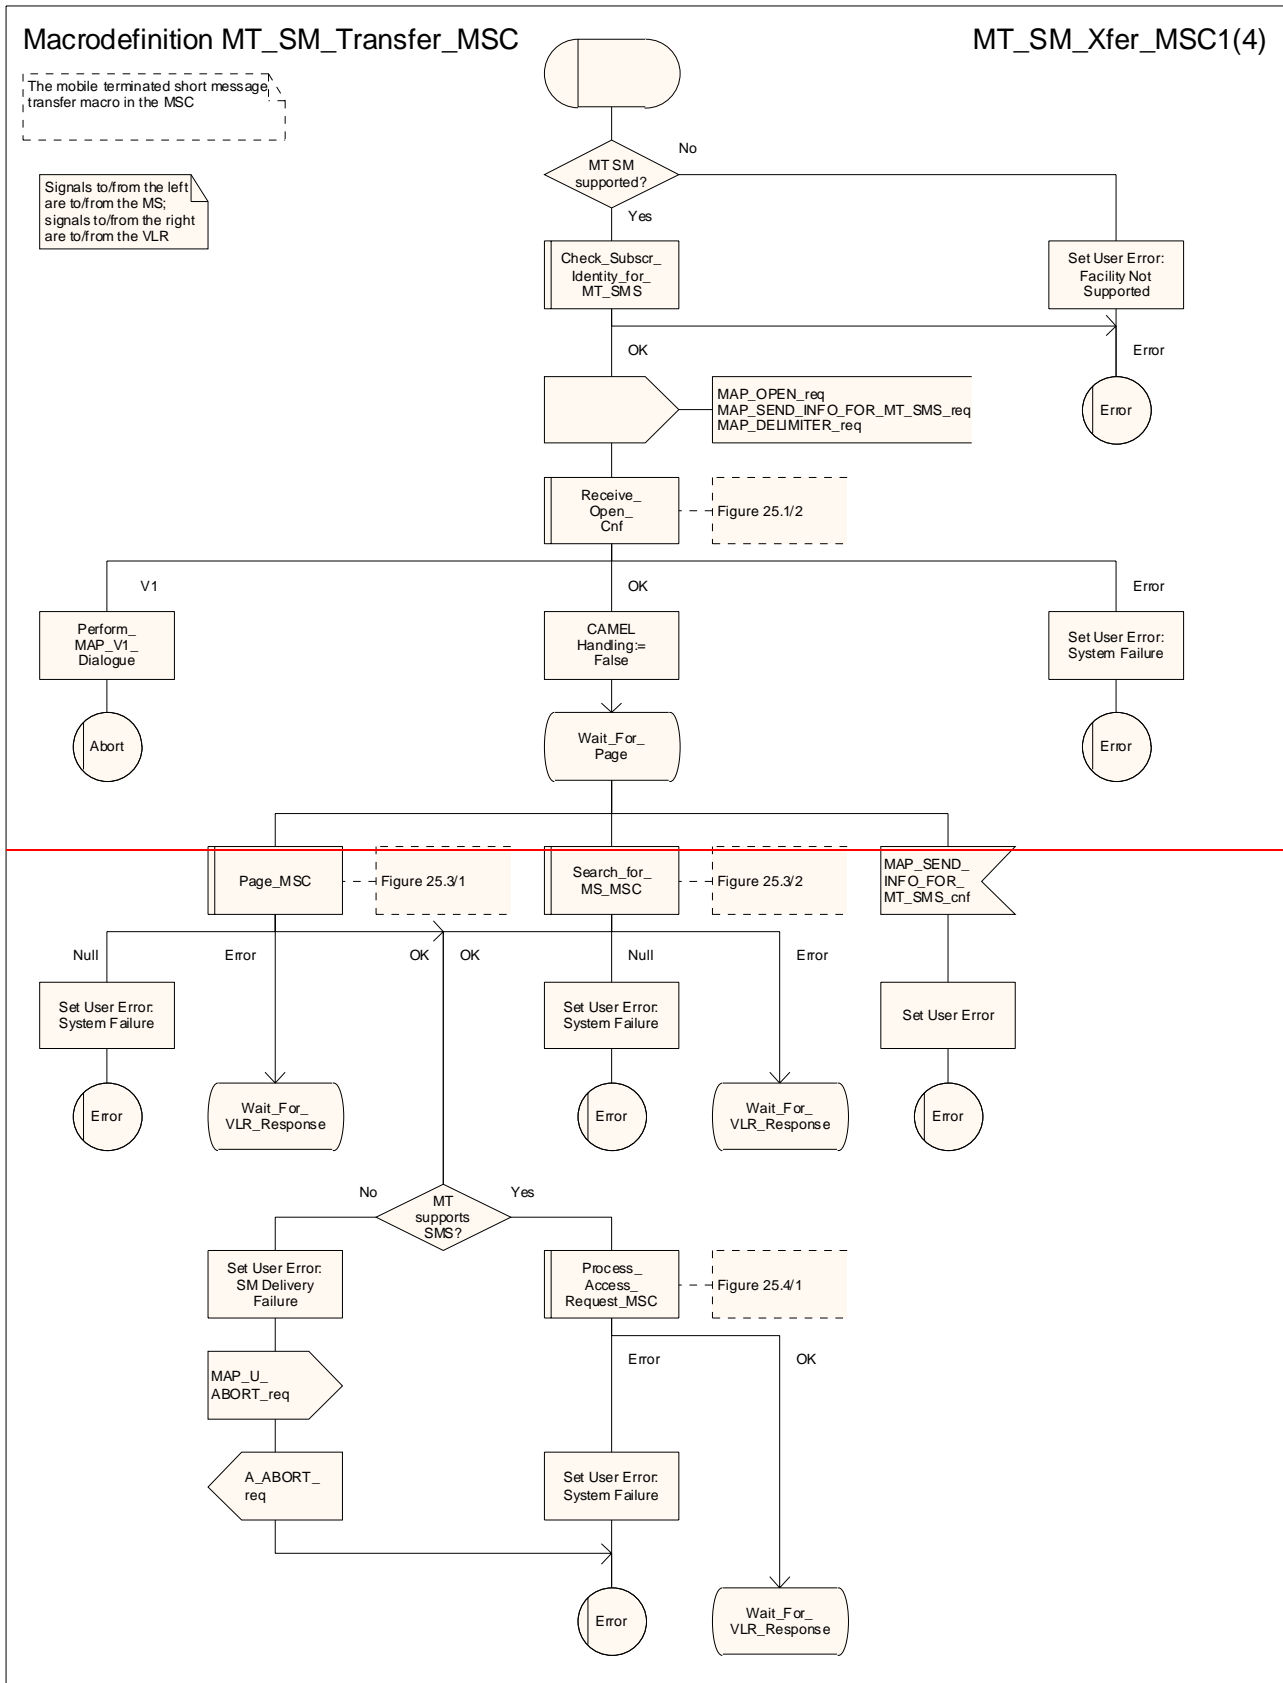 Macrodefinition MT_SM_Transfer_MSC
MT_SM_Xfer_MSC1(4)
The mobile terminated short message
transfer macro in the MSC
Signals to/from the left
are to/from the MS;
signals to/from the right
are to/from the VLR
MT SM
supported?
No
Yes
Check_Subscr_
Identity_for_
MT_SMS
Set User Error:
Facility Not
Supported
OK
Error
MAP_OPEN_req
MAP_SEND_INFO_FOR_MT_SMS_req
MAP_DELIMITER_req
Error
Receive_
Open_
Cnf
Figure 25.1/2
V1
OK
Error
Perform_
MAP_V1_
Dialogue
CAMEL
Handling:=
False
Set User Error:
System Failure
Abort
Wait_For_
Page
Error
Page_MSC
Figure 25.3/1
Search_for_
MS_MSC
Figure 25.3/2
MAP_SEND_
INFO_FOR_
MT_SMS_cnf
Null
Error
OK
OK
Null
Error
Set User Error:
System Failure
Set User Error:
System Failure
Set User Error
Error
Wait_For_
VLR_Response
Error
Wait_For_
VLR_Response
Error
No
MT
supports
SMS?
Yes
Set User Error:
SM Delivery
Failure
Process_
Access_
Request_MSC
Figure 25.4/1
Error
OK
MAP_U_
ABORT_req
A_ABORT_
req
Set User Error:
System Failure
Error
Wait_For_
VLR_Response